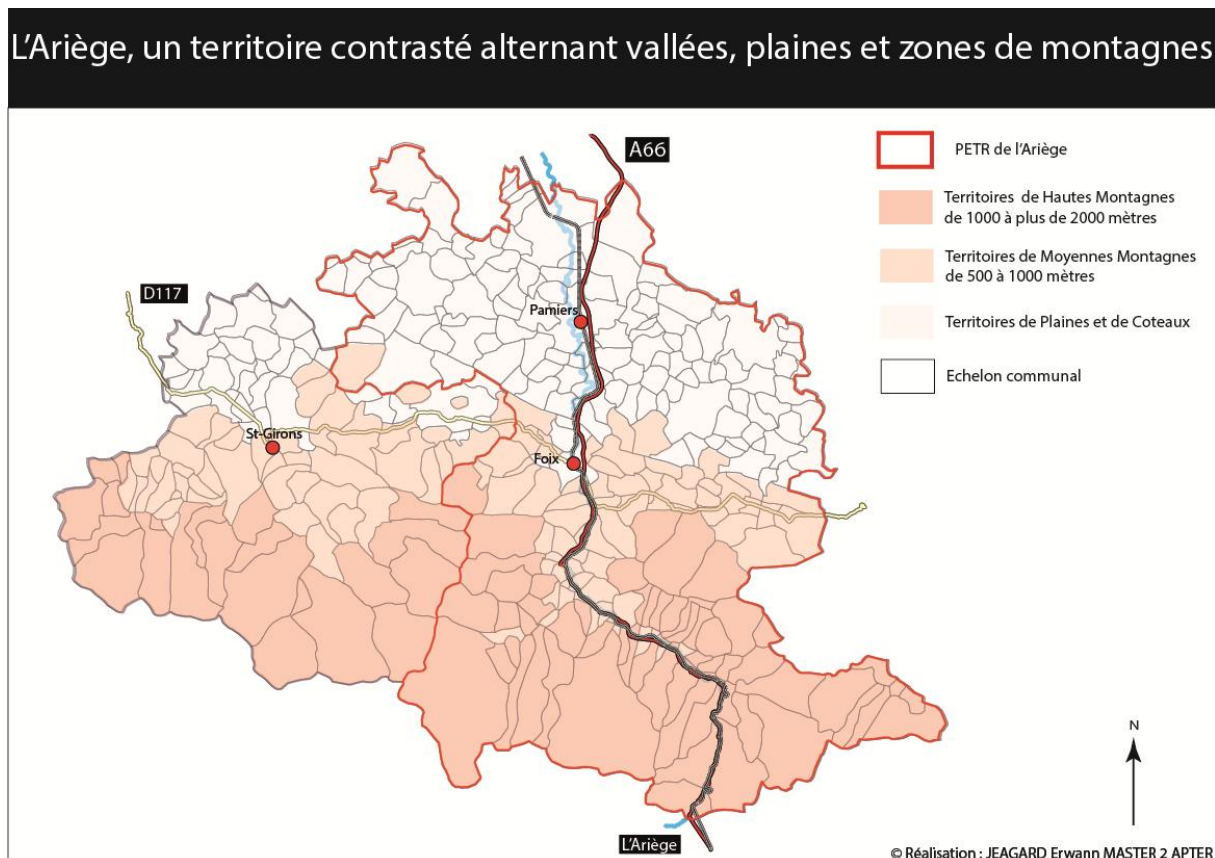 L'Ariège, un territoire contrasté alternant vallées, plaines et zones de montagnes
A66
PETR de l'Ariège
Territoires de Hautes Montagnes
de 1000 à plus de 2000 mètres
Territoires de Moyennes Montagnes
de 500 à 1000 mètres
Territoires de Plaines et de Coteaux
Echelon communal
D117
Pamiers
St-Girons
Foix
N
L'Ariège
© Réalisation : JEAGARD Erwann MASTER 2 APTER